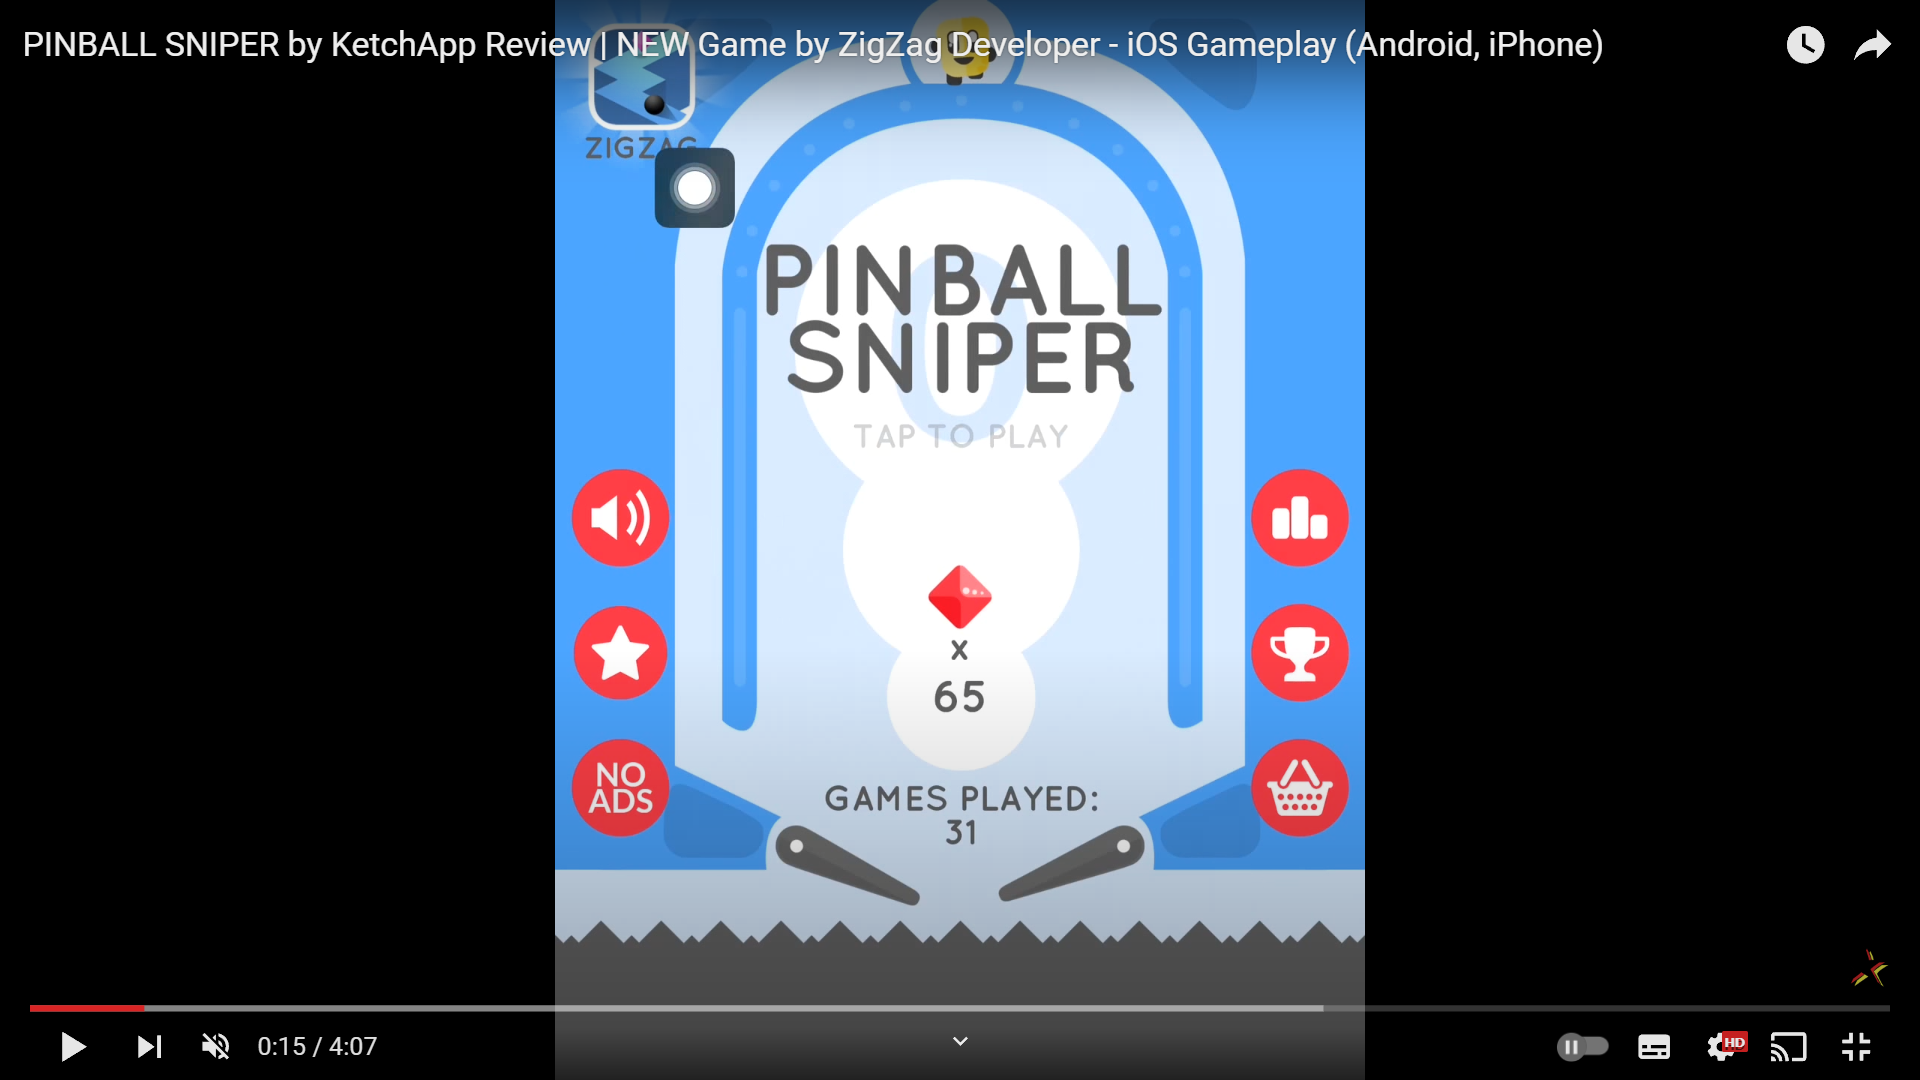 PINBALL SNIPER by KetchApp Review | NEW Game by ZigZag Developer - iOS Gameplay (Android, iPhone)
ZIGZAG
0
PINBALL
SNIPER
TAP TO PLAY
x
65
NO
ADS
GAMES PLAYED:
31
0:15 / 4:07
HD